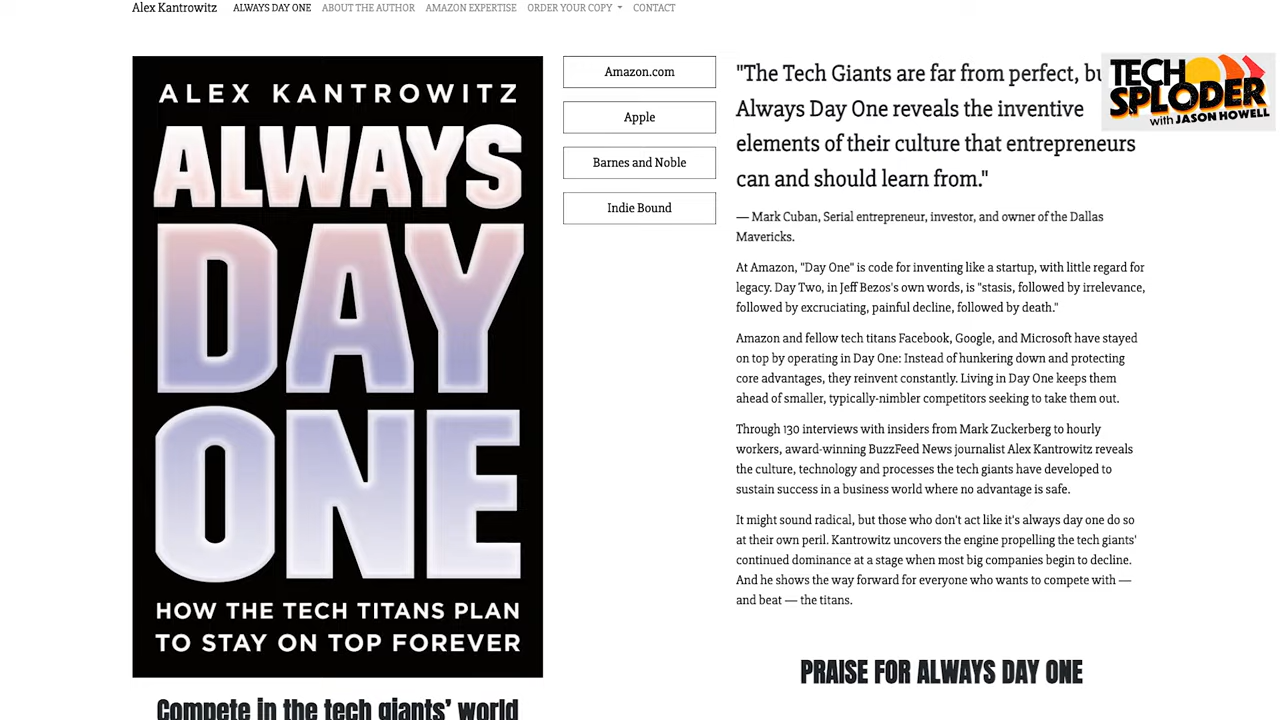 Alex Kantrowitz ALWAYS DAY ONE ABOUT THE AUTHOR AMAZON EXPERTISE ORDER YOUR COPY CONTACT
ALEX KANTROWITZ
ALWAYS
DAY
ONE
HOW THE TECH TITANS PLAN
TO STAY ON TOP FOREVER
Compete in the tech giants’ world
Amazon.com
Apple
Barnes and Noble
Indie Bound
"The Tech Giants are far from perfect,
Always Day One reveals the inventive
elements of their culture that entrepreneurs
can and should learn from."
— Mark Cuban, Serial entrepreneur, investor, and owner of the Dallas
Mavericks.
At Amazon, "Day One" is code for inventing like a startup, with little regard for
legacy. Day Two, in Jeff Bezos's own words, is "stasis, followed by irrelevance,
followed by excruciating, painful decline, followed by death."
Amazon and fellow tech titans Facebook, Google, and Microsoft have stayed
on top by operating in Day One: Instead of hunkering down and protecting
core advantages, they reinvent constantly. Living in Day One keeps them
ahead of smaller, typically-nimbler competitors seeking to take them out.
Through 130 interviews with insiders from Mark Zuckerberg to hourly
workers, award-winning BuzzFeed News journalist Alex Kantrowitz reveals
the culture, technology and processes the tech giants have developed to
sustain success in a business world where no advantage is safe.
It might sound radical, but those who don't act like it's always day one do so
at their own peril. Kantrowitz uncovers the engine propelling the tech giants'
continued dominance at a stage when most big companies begin to decline.
And he shows the way forward for everyone who wants to compete with —
and beat — the titans.
PRAISE FOR ALWAYS DAY ONE
TECH
SPLODER
with JASON HOWELL